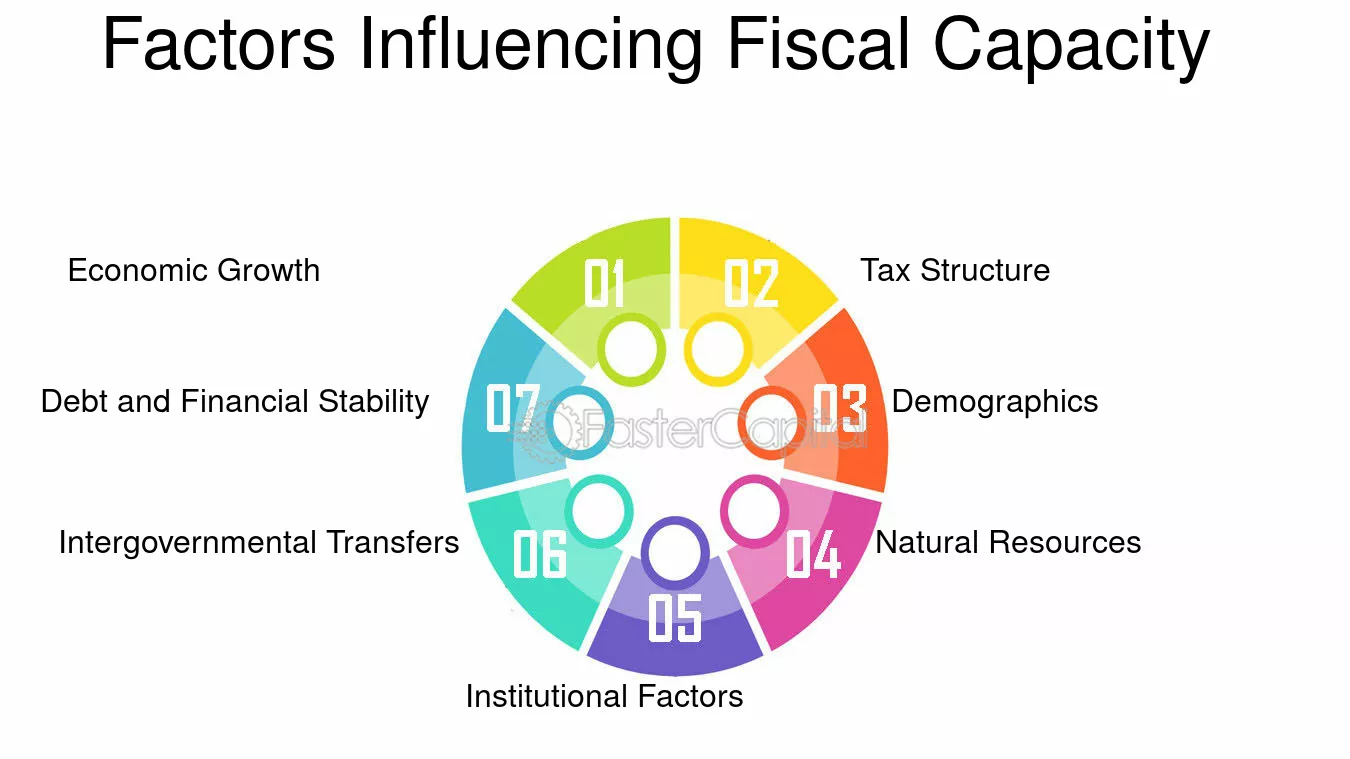 Factors Influencing Fiscal Capacity
Economic Growth
01
02
Tax Structure
Debt and Financial Stability
07
03
Demographics
FasterCapital
Intergovernmental Transfers
06
04
Natural Resources
05
Institutional Factors